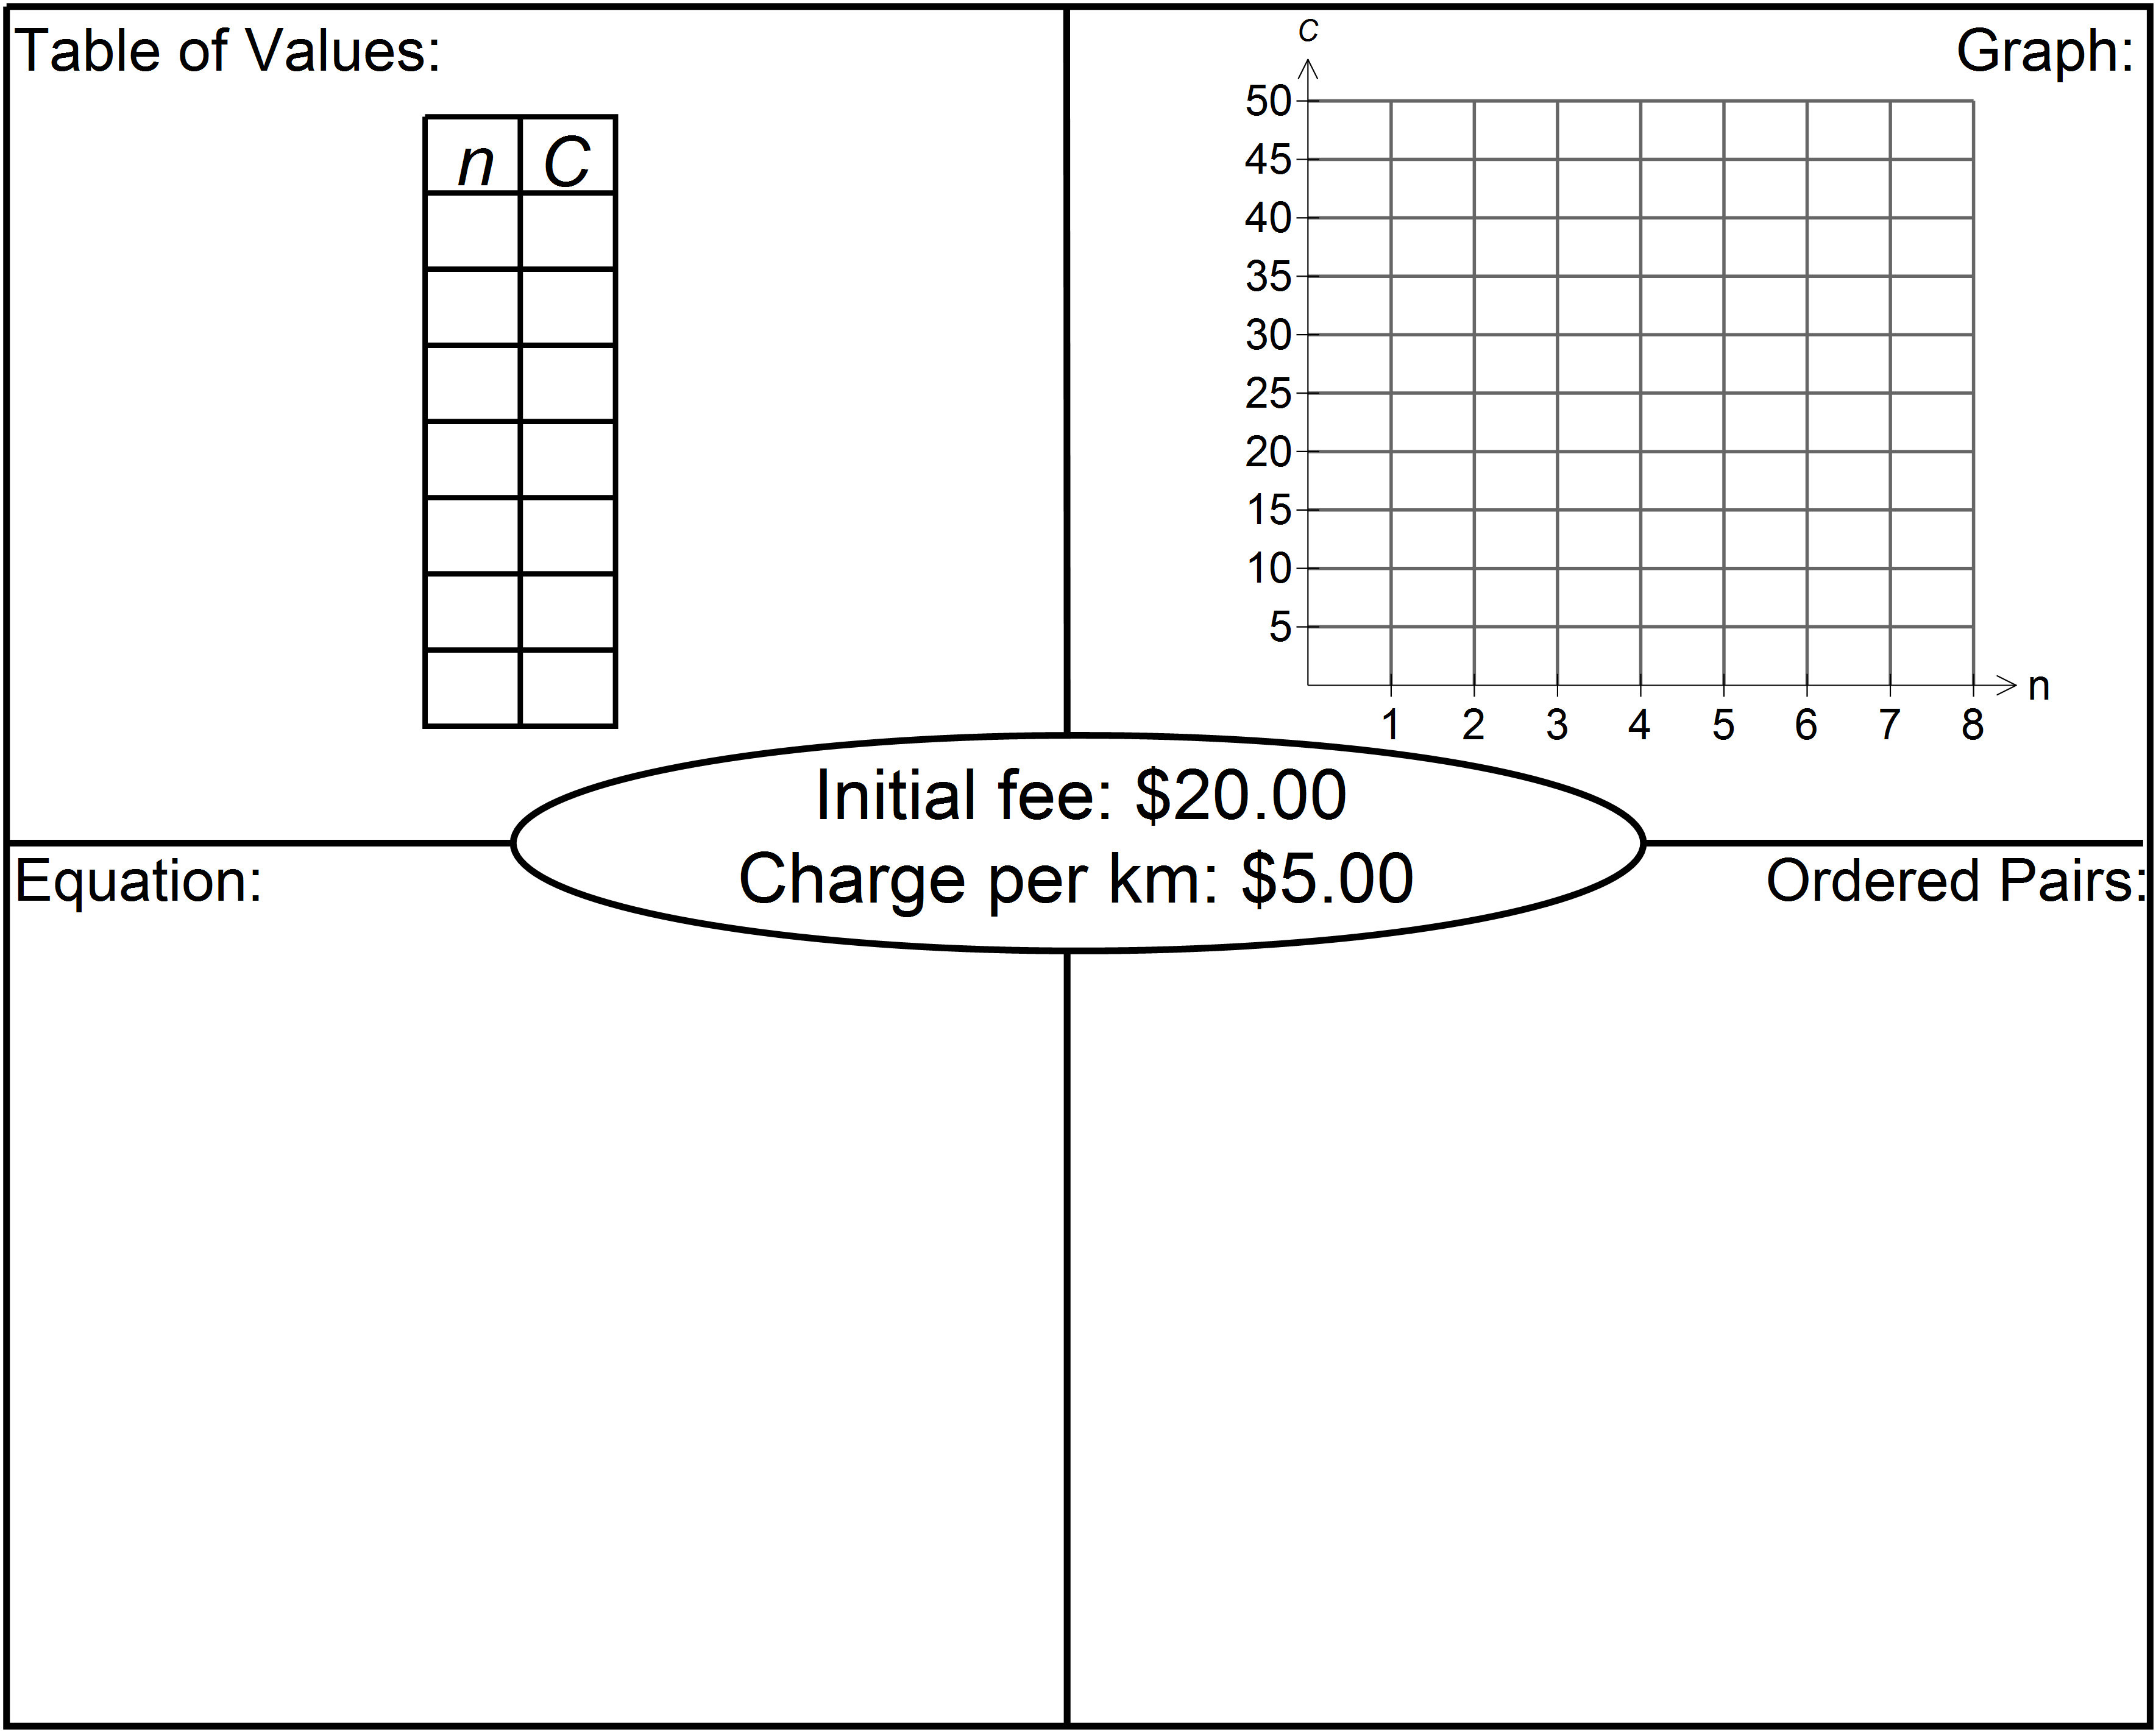 Table of Values:
n C
Graph:
C
50
45
40
35
30
25
20
15
10
5
n
1 2 3 4 5 6 7 8
Initial fee: $20.00
Charge per km: $5.00
Equation:
Ordered Pairs: